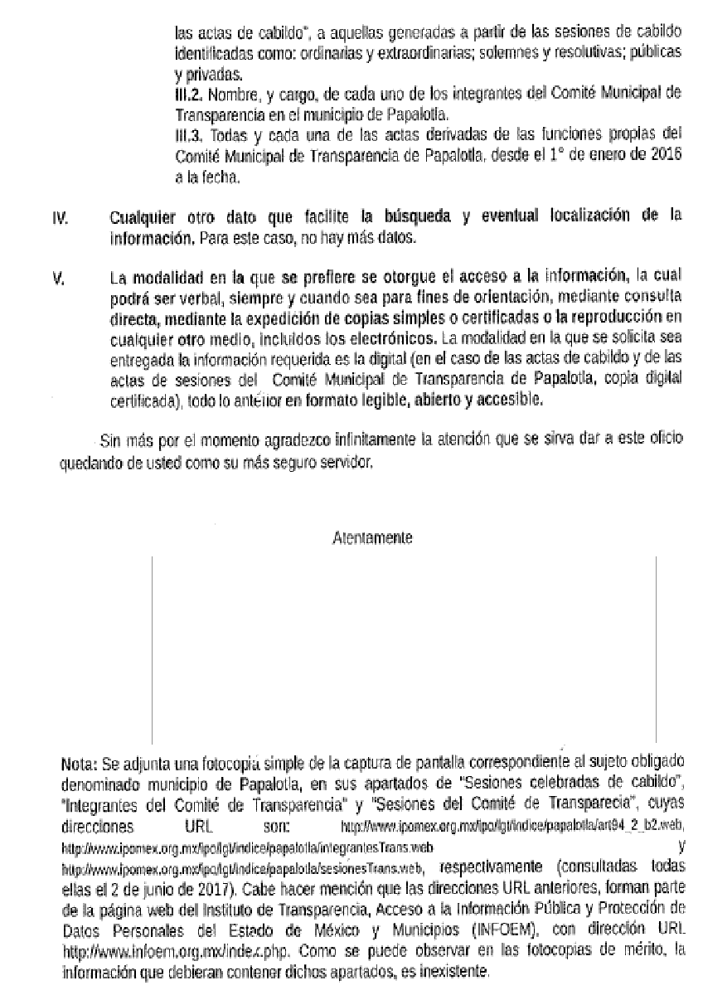 las actas de cabildo", a aquellas generadas a partir de las sesiones de cabildo
identificadas como: ordinarias y extraordinarias; solemnes y resolutivas; públicas
y privadas.
III.2. Nombre, y cargo, de cada uno de los integrantes del Comité Municipal de
Transparencia en el municipio de Papalotla.
III.3. Todas y cada una de las actas derivadas de las funciones propias del
Comité Municipal de Transparencia de Papalotla, desde el 1° de enero de 2016
a la fecha.
IV. Cualquier otro dato que facilite la búsqueda y eventual localización de la
información. Para este caso, no hay más datos.
V. La modalidad en la que se prefiere se otorgue el acceso a la información, la cual
podrá ser verbal, siempre y cuando sea para fines de orientación, mediante consulta
directa, mediante la expedición de copias simples o certificadas o la reproducción en
cualquier otro medio, incluidos los electrónicos. La modalidad en la que se solicita sea
entregada la información requerida es la digital (en el caso de las actas de cabildo y de las
actas de sesiones del Comité Municipal de Transparencia de Papalotla, copia digital
certificada), todo lo anterior en formato legible, abierto y accesible.
Sin más por el momento agradezco infinitamente la atención que se sirva dar a este oficio
quedando de usted como su más seguro servidor.
Atentamente
Nota: Se adjunta una fotocopia simple de la captura de pantalla correspondiente al sujeto obligado
denominado municipio de Papalotla, en sus apartados de "Sesiones celebradas de cabildo",
"Integrantes del Comité de Transparencia" y "Sesiones del Comité de Transparecia", cuyas
direcciones URL son: http://www.ipomex.org.mx/ipo/lgt/indice/papalotla/art94_2_b2.web,
http://www.ipomex.org.mx/ipo/lgt/indice/papalotla/integrantesTrans.web y
http://www.ipomex.org.mx/ipo/lgt/indice/papalotla/sesionesTrans.web, respectivamente (consultadas todas
ellas el 2 de junio de 2017). Cabe hacer mención que las direcciones URL anteriores, forman parte
de la página web del Instituto de Transparencia, Acceso a la Información Pública y Protección de
Datos Personales del Estado de México y Municipios (INFOEM), con dirección URL
http://www.infoem.org.mx/index.php. Como se puede observar en las fotocopias de mérito, la
información que debieran contener dichos apartados, es inexistente.